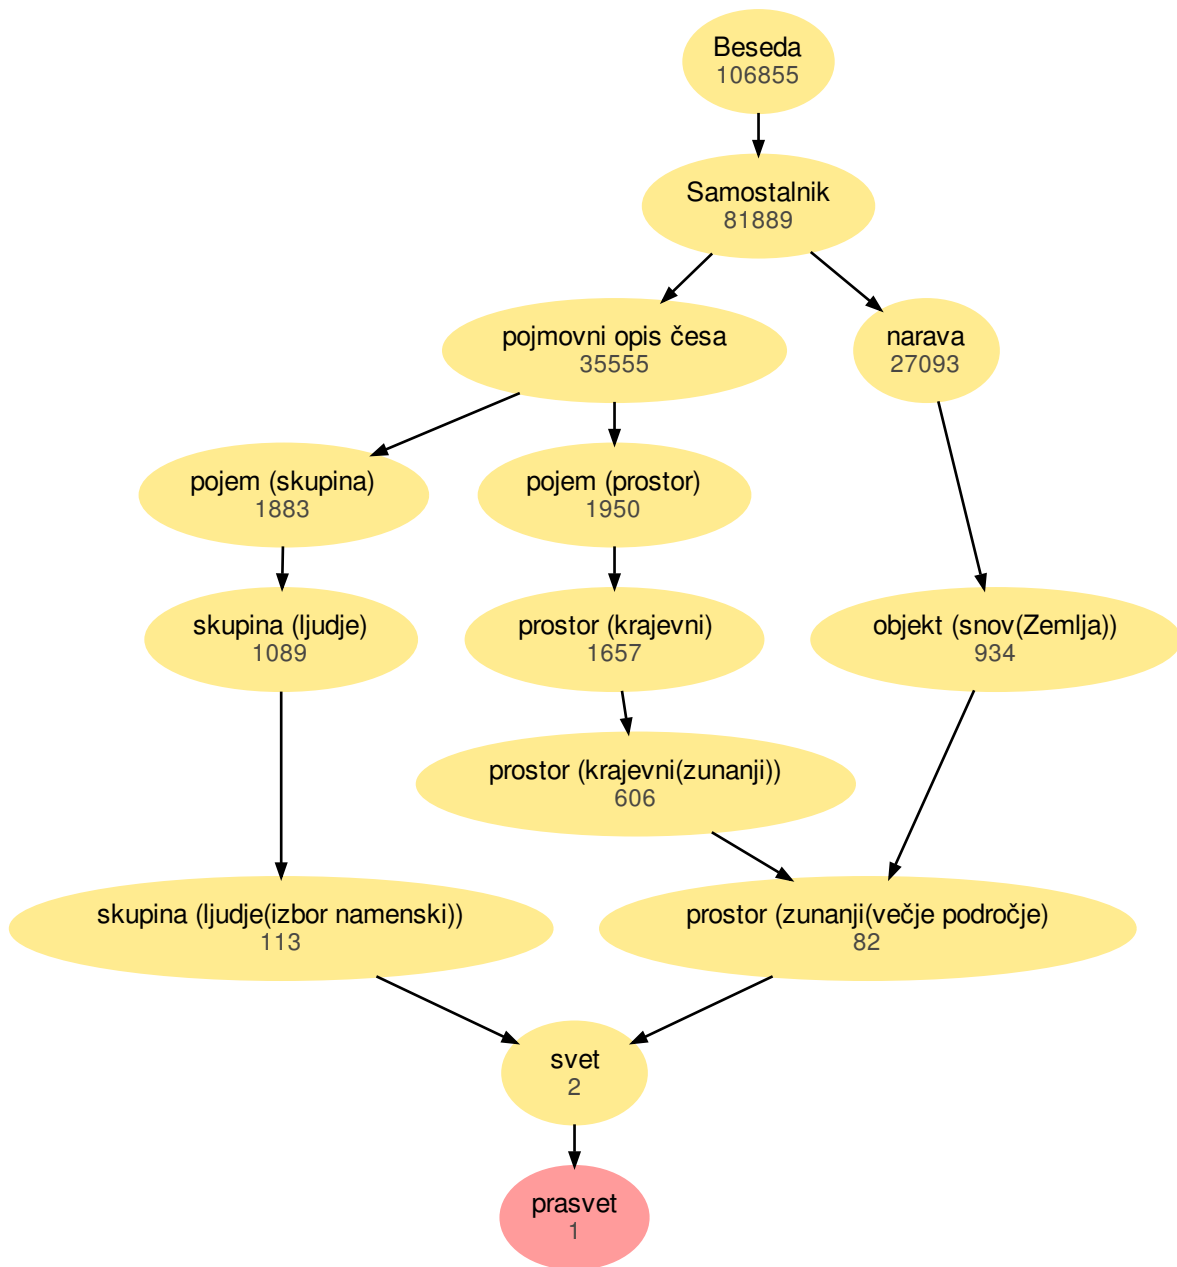 Beseda
106855
Samostalnik
81889
pojmovni opis česa
35555
narava
27093
pojem (skupina)
1883
pojem (prostor)
1950
skupina (ljudje)
1089
prostor (krajevni)
1657
objekt (snov(Zemlja))
934
prostor (krajevni(zunanji))
606
skupina (ljudje(izbor namenski))
113
prostor (zunanji(večje področje)
82
svet
2
prasvet
1